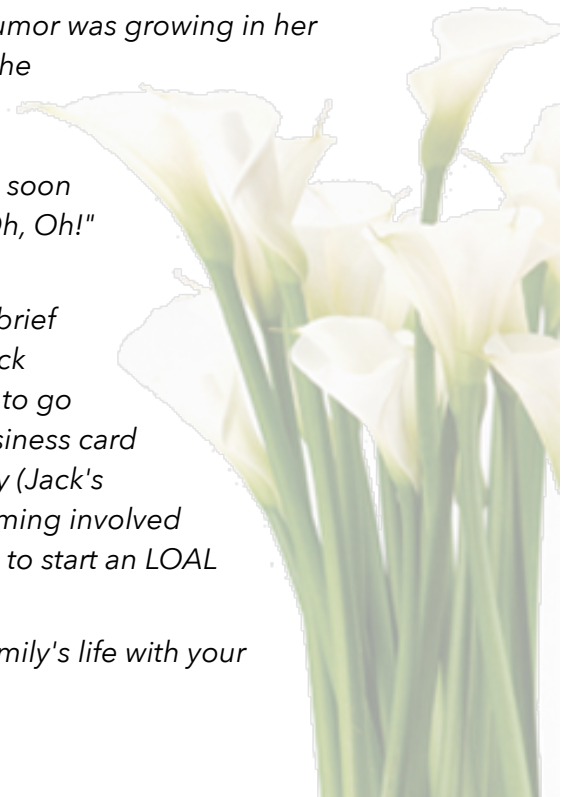 umor was growing in her
he
soon
h, Oh!"
brief
ck
to go
siness card
y (Jack's
ming involved
to start an LOAL
mily's life with your